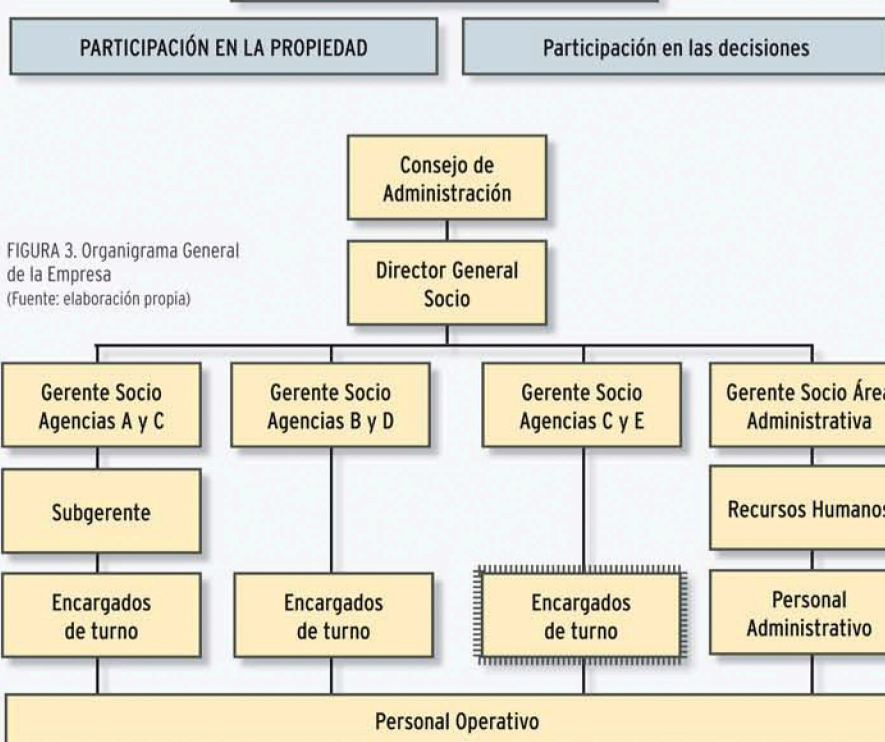 PARTICIPACIÓN EN LA PROPIEDAD
Participación en las decisiones
Consejo de
Administración
FIGURA 3. Organigrama General
de la Empresa
(Fuente: elaboración propia)
Director General
Socio
Gerente Socio
Agencias A y C
Gerente Socio
Agencias B y D
Gerente Socio
Agencias C y E
Gerente Socio Área
Administrativa
Subgerente
Recursos Humanos
Encargados
de turno
Encargados
de turno
Encargados
de turno
Personal
Administrativo
Personal Operativo